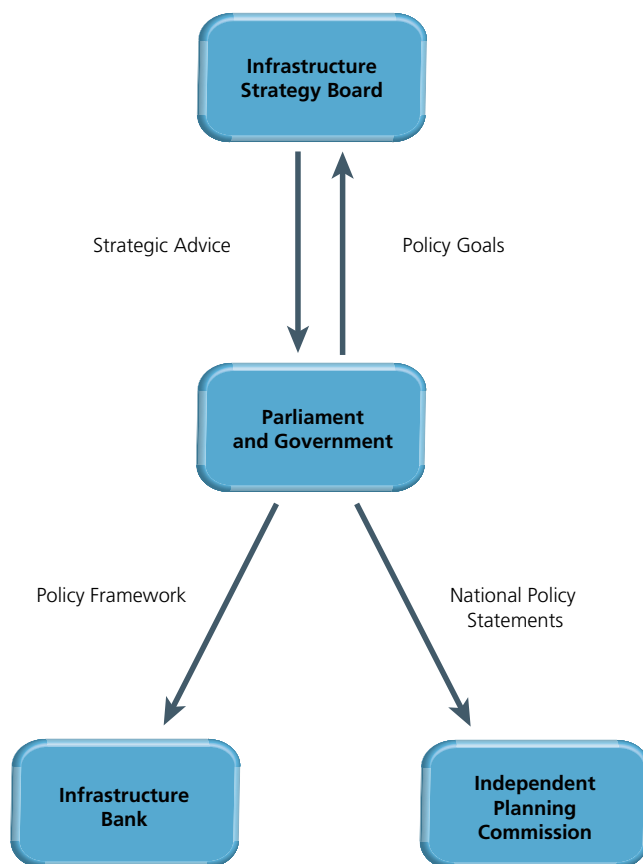 Infrastructure
Strategy Board
Strategic Advice
Policy Goals
Parliament
and Government
Policy Framework
National Policy
Statements
Infrastructure
Bank
Independent
Planning
Commission